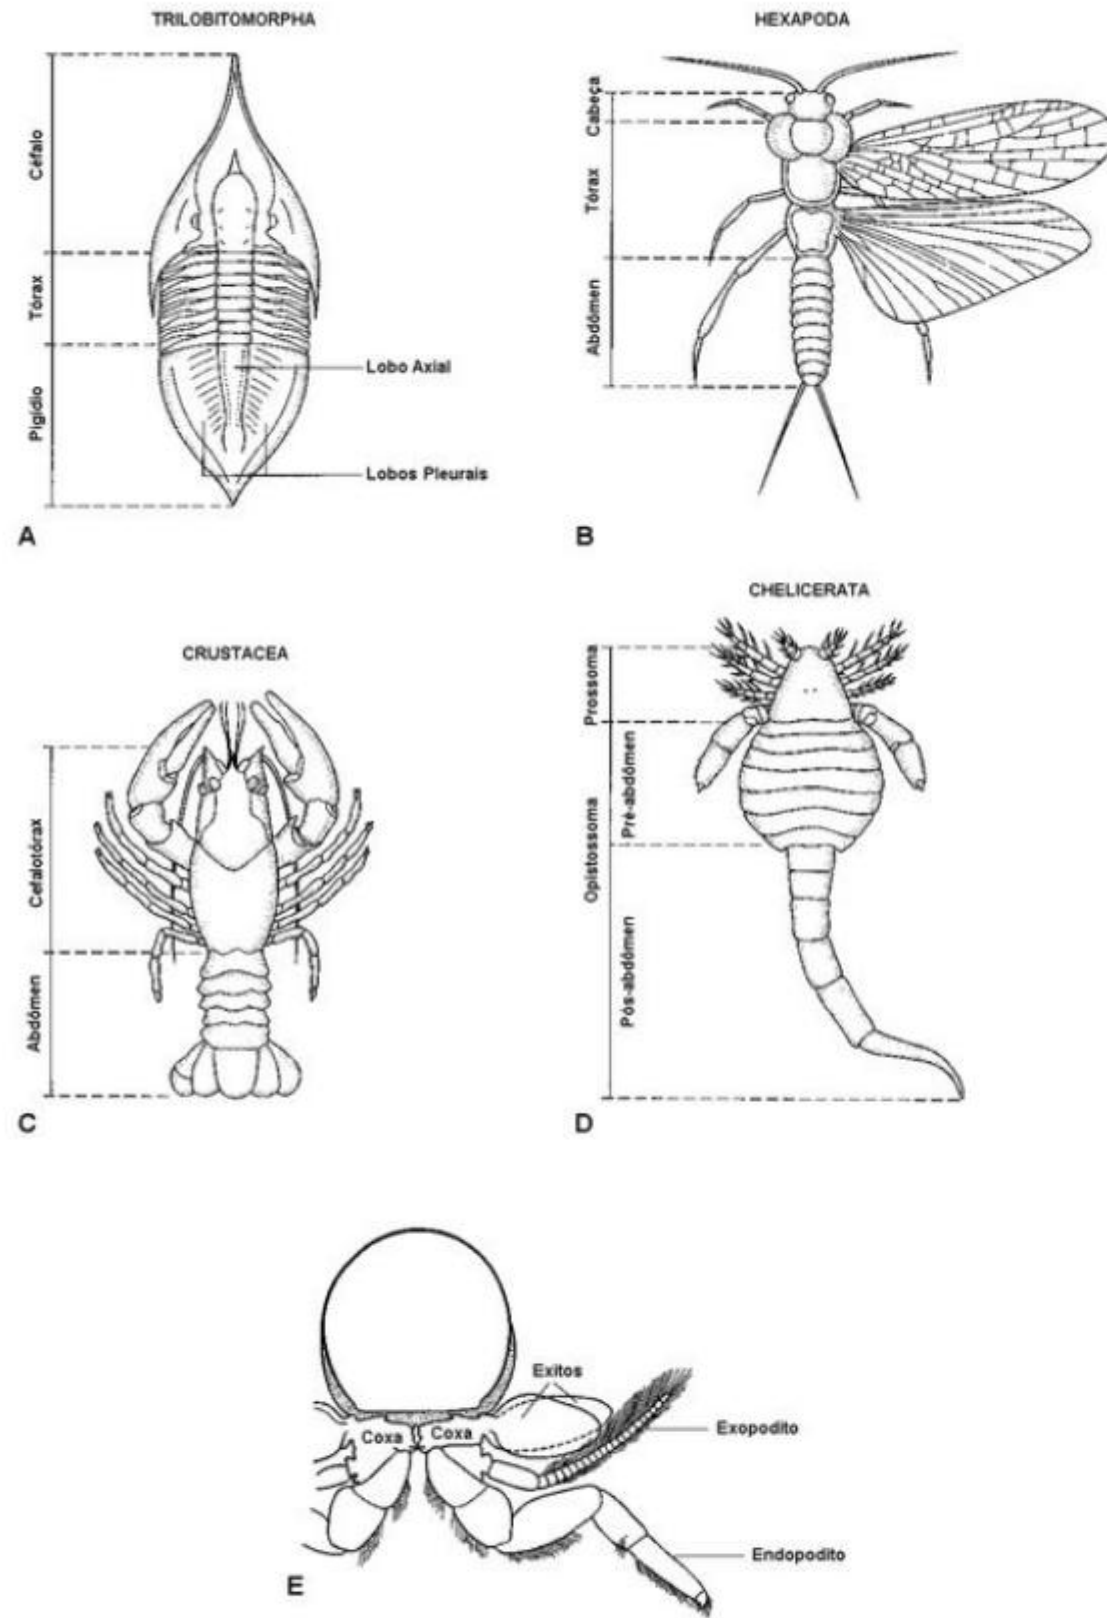 TRILOBITOMORPHA
Céfalo
Tórax
Pigídio
Lobo Axial
Lobos Pleurais
A
HEXAPODA
Cabeça
Tórax
Abdômen
B
CRUSTACEA
Cefalotórax
Abdômen
C
CHELICERATA
Prossoma
Opistossoma
Pré-abdômen
Pós-abdômen
D
Exitos
Coxa Coxa
Exopodito
Endopodito
E